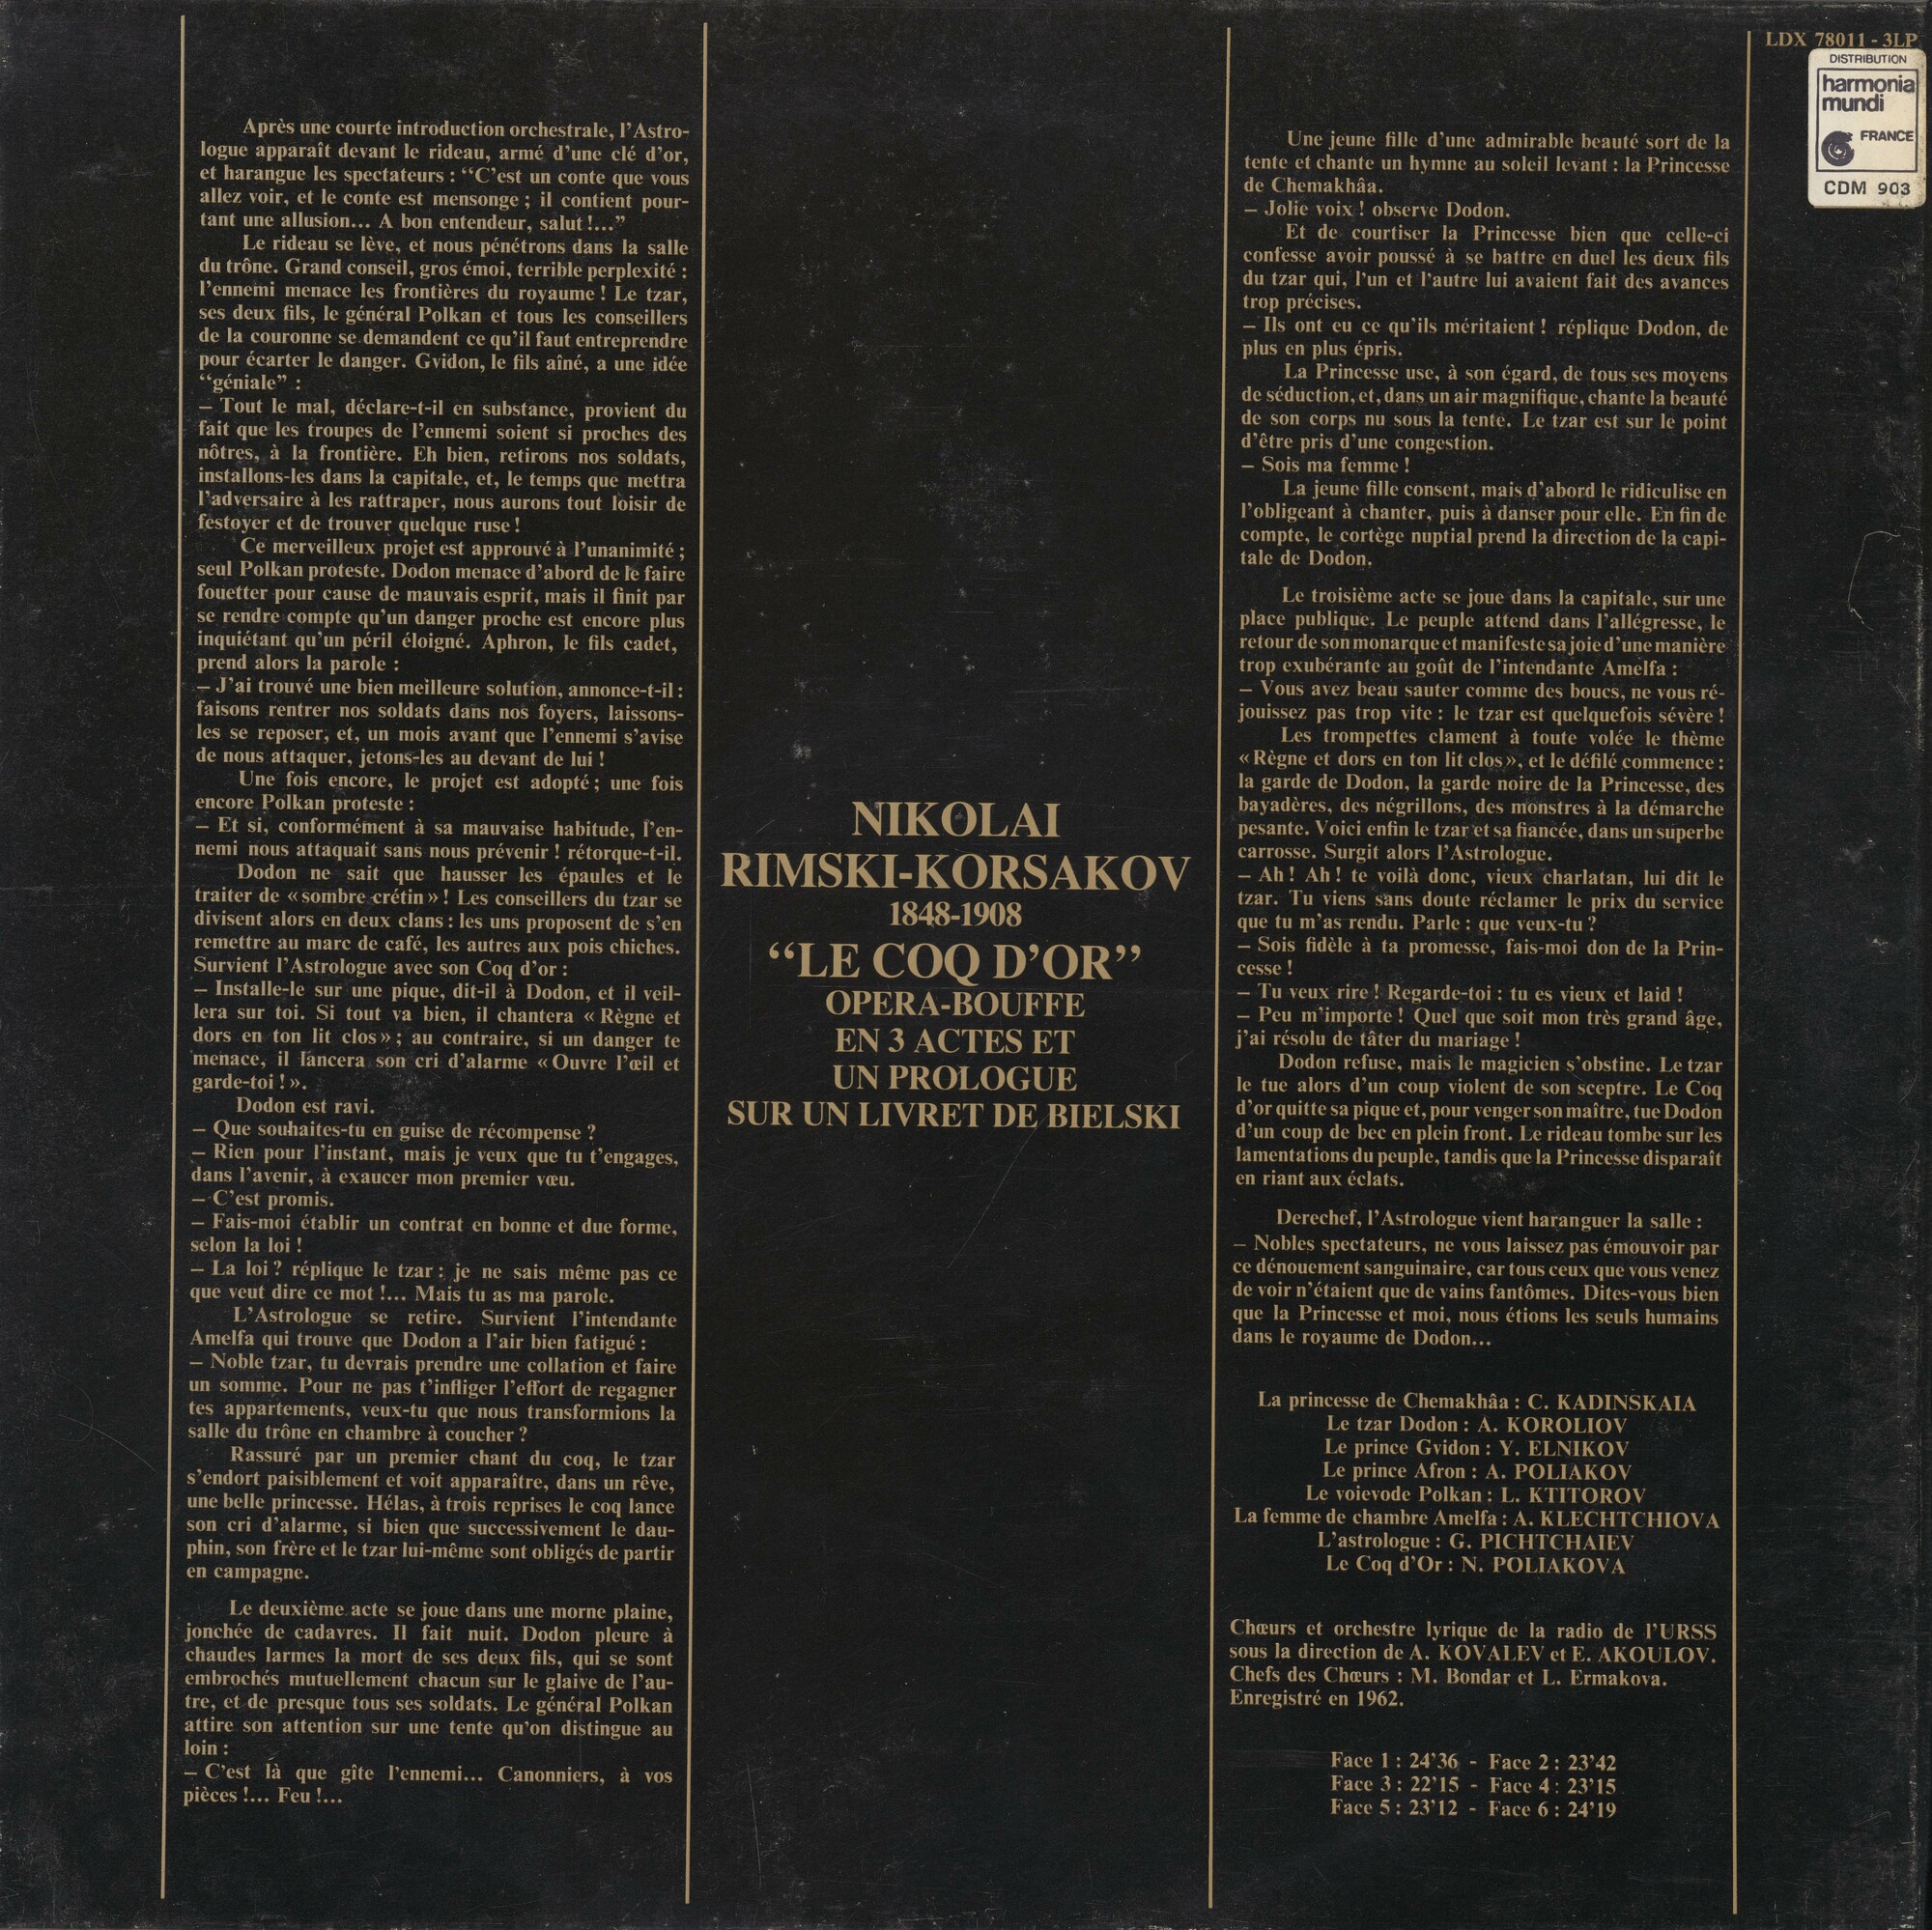 Après une courte introduction orchestrale, l'Astro-
logue apparaît devant le rideau, armé d'une clé d'or,
et harangue les spectateurs : “C'est un conte que vous
allez voir, et le conte est mensonge ; il contient pour-
tant une allusion... A bon entendeur, salut !...”
Le rideau se lève, et nous pénétrons dans la salle
du trône. Grand conseil, gros émoi, terrible perplexité :
l'ennemi menace les frontières du royaume ! Le tzar,
ses deux fils, le général Polkan et tous les conseillers
de la couronne se demandent ce qu'il faut entreprendre
pour écarter le danger. Gvidon, le fils aîné, a une idée
“géniale” :
– Tout le mal, déclare-t-il en substance, provient du
fait que les troupes de l'ennemi soient si proches des
nôtres, à la frontière. Eh bien, retirons nos soldats,
installons-les dans la capitale, et, le temps que mettra
l'adversaire à les rattraper, nous aurons tout loisir de
festoyer et de trouver quelque ruse !
Ce merveilleux projet est approuvé à l'unanimité ;
seul Polkan proteste. Dodon menace d'abord de le faire
fouetter pour cause de mauvais esprit, mais il finit par
se rendre compte qu'un danger proche est encore plus
inquiétant qu'un péril éloigné. Aphron, le fils cadet,
prend alors la parole :
– J'ai trouvé une bien meilleure solution, annonce-t-il :
faisons rentrer nos soldats dans nos foyers, laissons-
les se reposer, et, un mois avant que l'ennemi s'avise
de nous attaquer, jetons-les au devant de lui !
Une fois encore, le projet est adopté ; une fois
encore Polkan proteste :
– Et si, conformément à sa mauvaise habitude, l'en-
nemi nous attaquait sans nous prévenir ! rétorque-t-il.
Dodon ne sait que hausser les épaules et le
traiter de « sombre crétin » ! Les conseillers du tzar se
divisent alors en deux clans : les uns proposent de s'en
remettre au marc de café, les autres aux pois chiches.
Survient l'Astrologue avec son Coq d'or :
– Installe-le sur une pique, dit-il à Dodon, et il veil-
lera sur toi. Si tout va bien, il chantera « Règne et
dors en ton lit clos » ; au contraire, si un danger te
menace, il lancera son cri d'alarme « Ouvre l'œil et
garde-toi ! ».
Dodon est ravi.
– Que souhaites-tu en guise de récompense ?
– Rien pour l'instant, mais je veux que tu t'engages,
dans l'avenir, à exaucer mon premier vœu.
– C'est promis.
– Fais-moi établir un contrat en bonne et due forme,
selon la loi !
– La loi ? réplique le tzar : je ne sais même pas ce
que veut dire ce mot !... Mais tu as ma parole.
L'Astrologue se retire. Survient l'intendante
Amelfa qui trouve que Dodon a l'air bien fatigué :
– Noble tzar, tu devrais prendre une collation et faire
un somme. Pour ne pas t'infliger l'effort de regagner
tes appartements, veux-tu que nous transformions la
salle du trône en chambre à coucher ?
Rassuré par un premier chant du coq, le tzar
s'endort paisiblement et voit apparaître, dans un rêve,
une belle princesse. Hélas, à trois reprises le coq lance
son cri d'alarme, si bien que successivement le dau-
phin, son frère et le tzar lui-même sont obligés de partir
en campagne.
Le deuxième acte se joue dans une morne plaine,
jonchée de cadavres. Il fait nuit. Dodon pleure à
chaudes larmes la mort de ses deux fils, qui se sont
embrochés mutuellement chacun sur le glaive de l'au-
tre, et de presque tous ses soldats. Le général Polkan
attire son attention sur une tente qu'on distingue au
loin :
– C'est là que gîte l'ennemi... Canonniers, à vos
pièces !... Feu !...
NIKOLAI
RIMSKI-KORSAKOV
1848-1908
“LE COQ D'OR”
OPERA-BOUFFE
EN 3 ACTES ET
UN PROLOGUE
SUR UN LIVRET DE BIELSKI
Une jeune fille d'une admirable beauté sort de la
tente et chante un hymne au soleil levant : la Princesse
de Chemakhâa.
– Jolie voix ! observe Dodon.
Et de courtiser la Princesse bien que celle-ci
confesse avoir poussé à se battre en duel les deux fils
du tzar qui, l'un et l'autre lui avaient fait des avances
trop précises.
– Ils ont eu ce qu'ils méritaient ! réplique Dodon, de
plus en plus épris.
La Princesse use, à son égard, de tous ses moyens
de séduction, et, dans un air magnifique, chante la beauté
de son corps nu sous la tente. Le tzar est sur le point
d'être pris d'une congestion.
– Sois ma femme !
La jeune fille consent, mais d'abord le ridiculise en
l'obligeant à chanter, puis à danser pour elle. En fin de
compte, le cortège nuptial prend la direction de la capi-
tale de Dodon.
Le troisième acte se joue dans la capitale, sur une
place publique. Le peuple attend dans l'allégresse, le
retour de son monarque et manifeste sa joie d'une manière
trop exubérante au goût de l'intendante Amelfa :
– Vous avez beau sauter comme des boucs, ne vous ré-
jouissez pas trop vite : le tzar est quelquefois sévère !
Les trompettes clament à toute volée le thème
« Règne et dors en ton lit clos », et le défilé commence :
la garde de Dodon, la garde noire de la Princesse, des
bayadères, des négrillons, des monstres à la démarche
pesante. Voici enfin le tzar et sa fiancée, dans un superbe
carrosse. Surgit alors l'Astrologue.
– Ah ! Ah ! te voilà donc, vieux charlatan, lui dit le
tzar. Tu viens sans doute réclamer le prix du service
que tu m'as rendu. Parle : que veux-tu ?
– Sois fidèle à ta promesse, fais-moi don de la Prin-
cesse !
– Tu veux rire ! Regarde-toi : tu es vieux et laid !
– Peu m'importe ! Quel que soit mon très grand âge,
j'ai résolu de tâter du mariage !
Dodon refuse, mais le magicien s'obstine. Le tzar
le tue alors d'un coup violent de son sceptre. Le Coq
d'or quitte sa pique et, pour venger son maître, tue Dodon
d'un coup de bec en plein front. Le rideau tombe sur les
lamentations du peuple, tandis que la Princesse disparaît
en riant aux éclats.
Derechef, l'Astrologue vient haranguer la salle :
– Nobles spectateurs, ne vous laissez pas émouvoir par
ce dénouement sanguinaire, car tous ceux que vous venez
de voir n'étaient que de vains fantômes. Dites-vous bien
que la Princesse et moi, nous étions les seuls humains
dans le royaume de Dodon...
La princesse de Chemakhâa : C. KADINSKAIA
Le tzar Dodon : A. KOROLIOV
Le prince Gvidon : Y. ELNIKOV
Le prince Afron : A. POLIAKOV
Le voievode Polkan : L. KTITOROV
La femme de chambre Amelfa : A. KLECHTCHIOVA
L'astrologue : G. PICHTCHAIEV
Le Coq d'Or : N. POLIAKOVA
Chœurs et orchestre lyrique de la radio de l'URSS
sous la direction de A. KOVALEV et E. AKOULOV.
Chefs des Chœurs : M. Bondar et L. Ermakova.
Enregistré en 1962.
Face 1 : 24'36 - Face 2 : 23'42
Face 3 : 22'15 - Face 4 : 23'15
Face 5 : 23'12 - Face 6 : 24'19
LDX 78011 - 3LP
DISTRIBUTION
harmonia
mundi
FRANCE
CDM 903